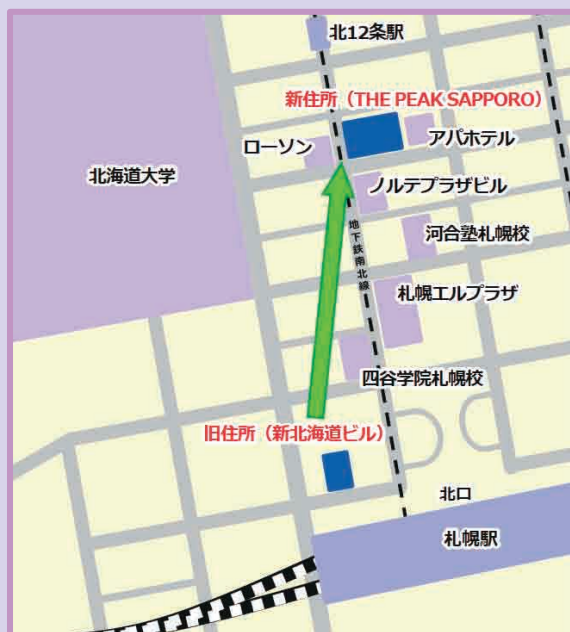 北12条駅
新住所（THE PEAK SAPPORO）
ローソン
アパホテル
北海道大学
ノルテプラザビル
地下鉄南北線
河合塾札幌校
札幌エルプラザ
四谷学院札幌校
旧住所（新北海道ビル）
北口
札幌駅